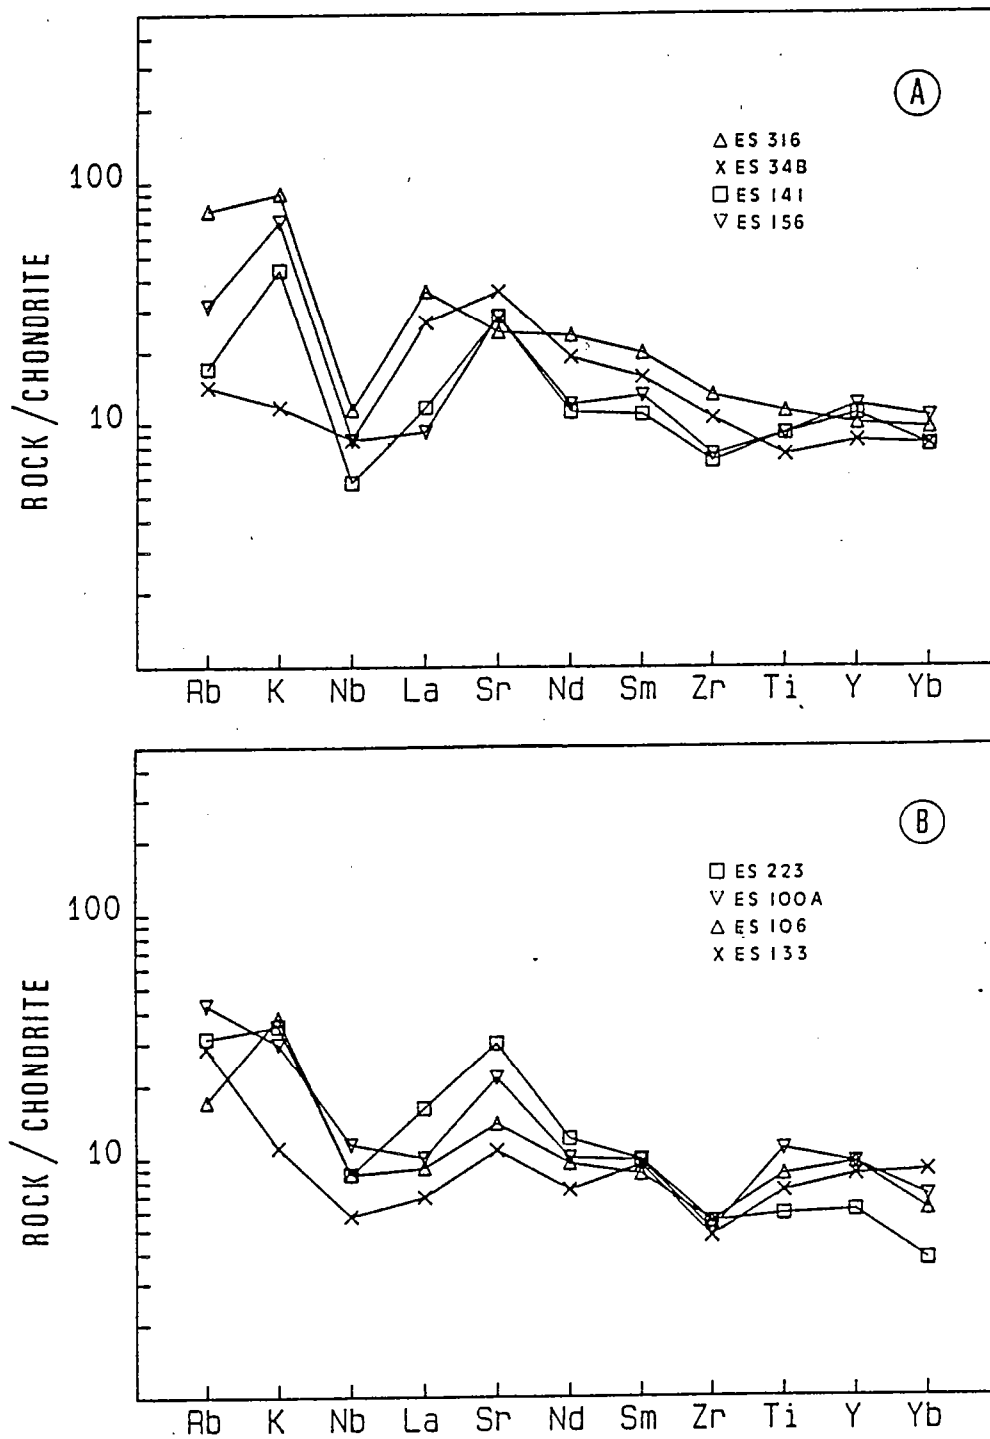 A
△ ES 316
× ES 34B
□ ES 141
▽ ES 156
100
10
ROCK / CHONDRITE
Rb K Nb La Sr Nd Sm Zr Ti Y Yb
B
□ ES 223
▽ ES 100A
△ ES 106
× ES 133
100
10
ROCK / CHONDRITE
Rb K Nb La Sr Nd Sm Zr Ti Y Yb